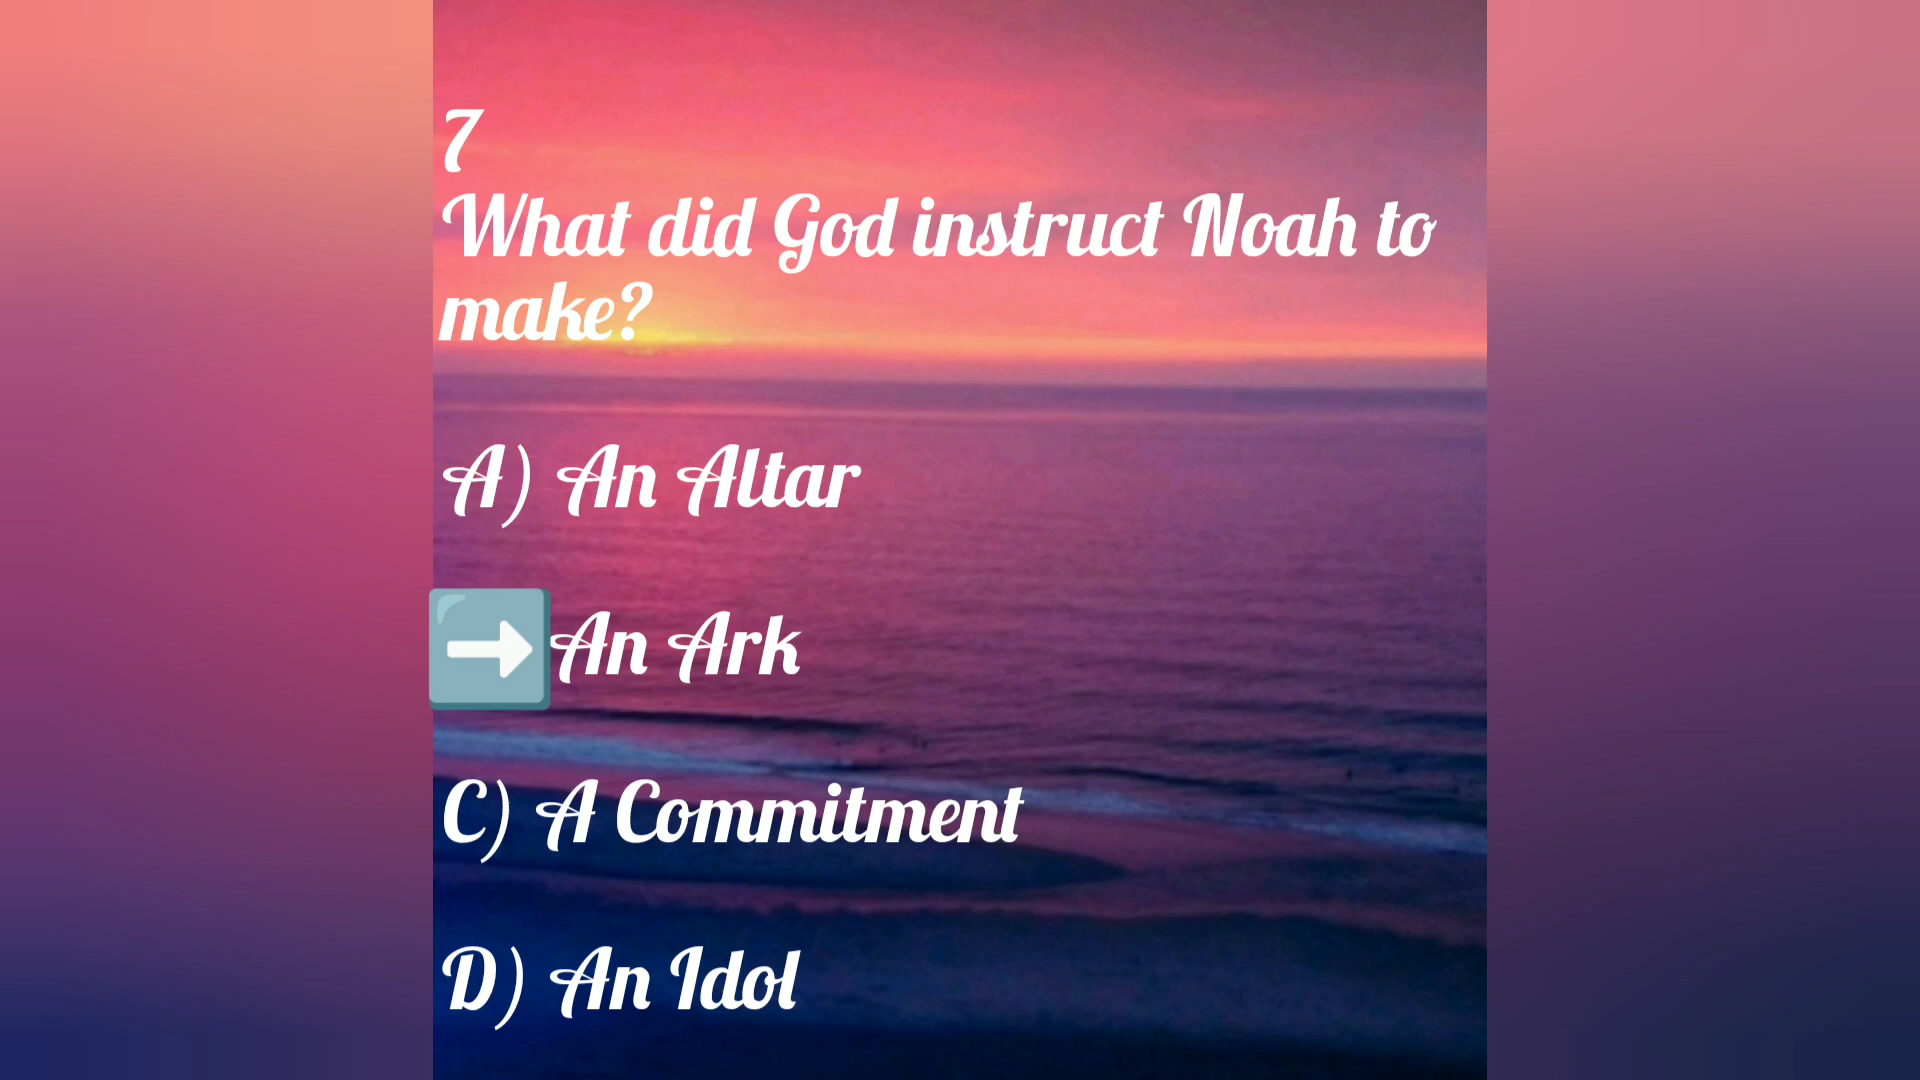 7
What did God instruct Noah to
make?
A) An Altar
➡️An Ark
C) A Commitment
D) An Idol